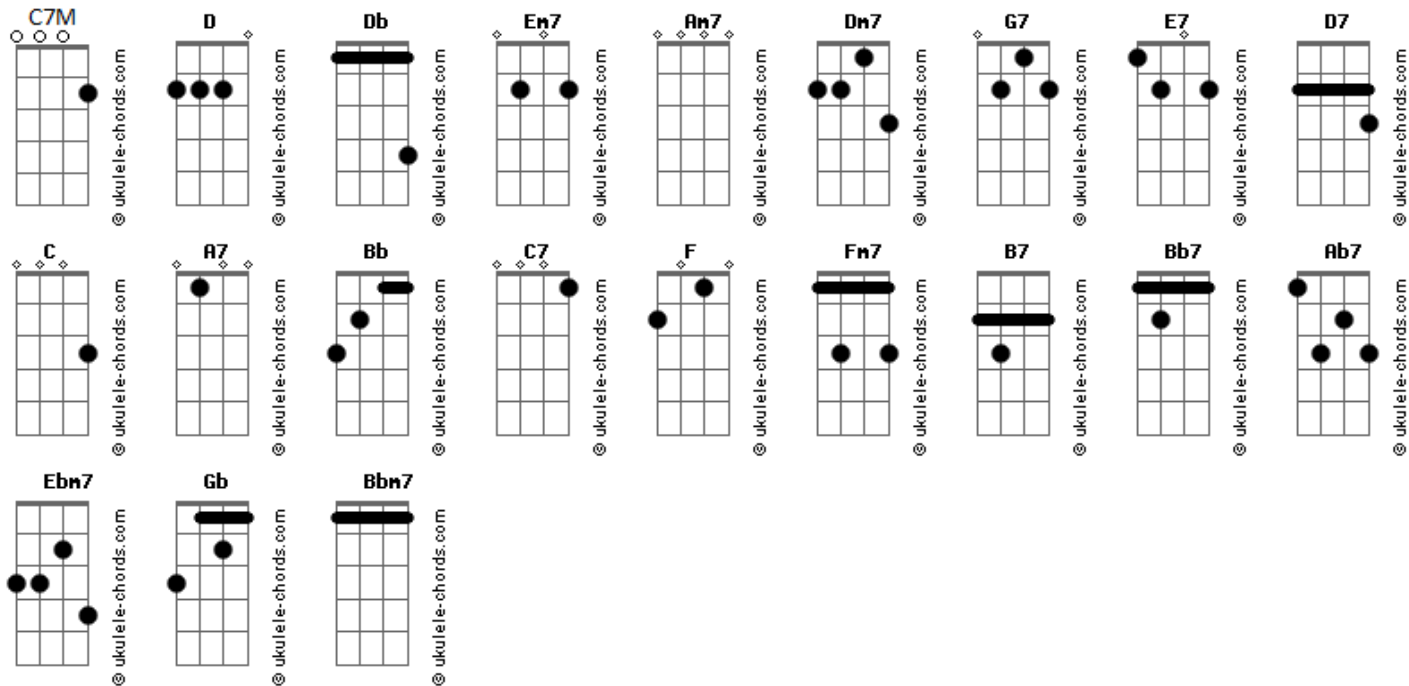 C7M D Db Em7 Am7 Dm7 G7 E7 D7
© ukulele-chords.com © ukulele-chords.com © ukulele-chords.com © ukulele-chords.com © ukulele-chords.com © ukulele-chords.com © ukulele-chords.com © ukulele-chords.com © ukulele-chords.com
C A7 Bb C7 F Fm7 B7 Bb7 Ab7
© ukulele-chords.com © ukulele-chords.com © ukulele-chords.com © ukulele-chords.com © ukulele-chords.com © ukulele-chords.com © ukulele-chords.com © ukulele-chords.com © ukulele-chords.com
Ebm7 Gb Bbm7
© ukulele-chords.com © ukulele-chords.com © ukulele-chords.com